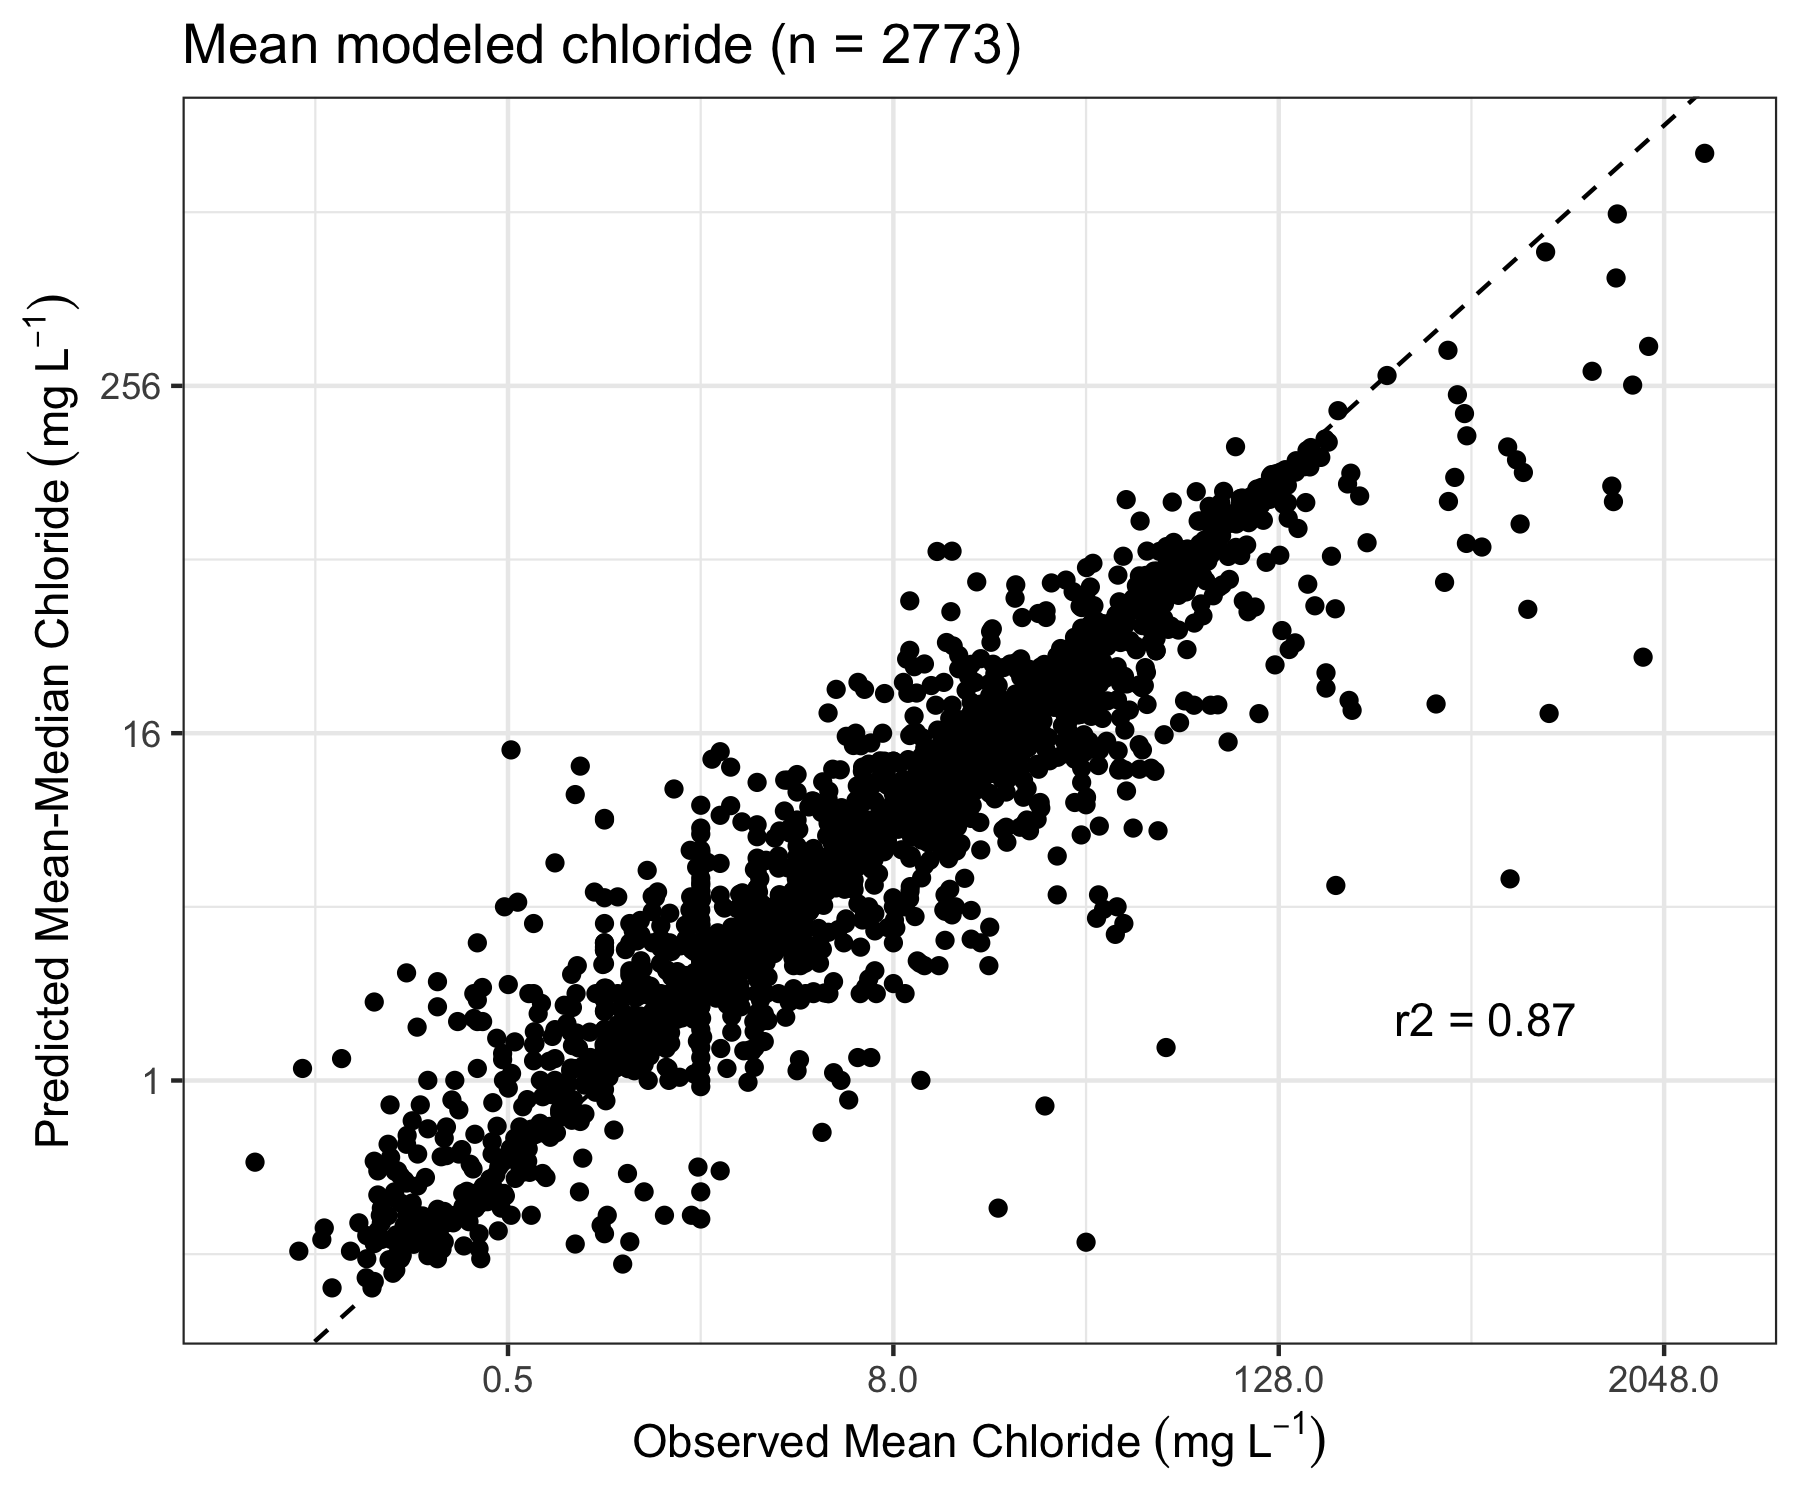 Mean modeled chloride (n = 2773)
Predicted Mean-Median Chloride (mg L⁻¹)
256
16
1
r2 = 0.87
0.5 8.0 128.0 2048.0
Observed Mean Chloride (mg L⁻¹)